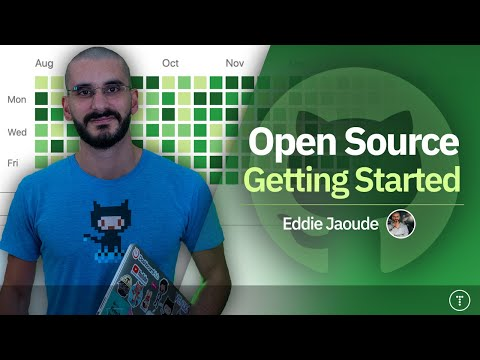 Aug
Oct
Nov
Mon
Wed
Fri
Open Source
Getting Started
Eddie Jaoude